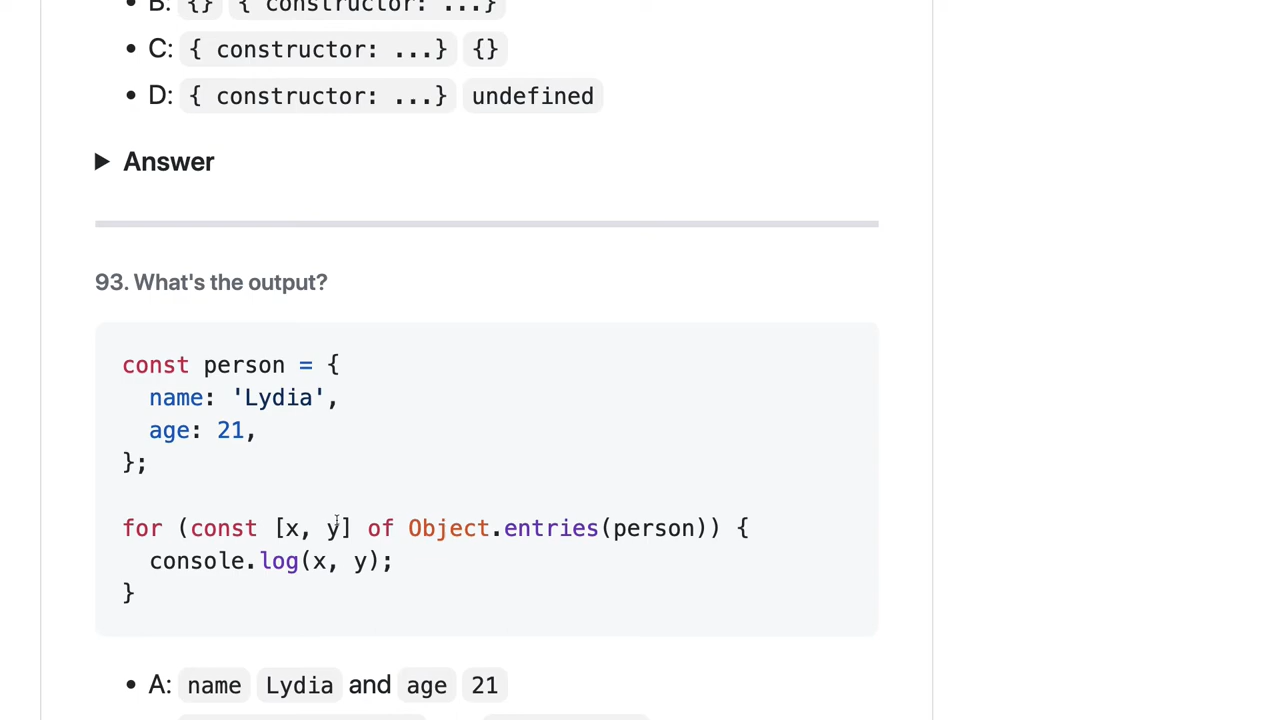 • B: {} { constructor: ...}
• C: { constructor: ...} {}
• D: { constructor: ...} undefined
▶ Answer
93. What's the output?
const person = {
  name: 'Lydia',
  age: 21,
};
for (const [x, y] of Object.entries(person)) {
  console.log(x, y);
}
• A: name Lydia and age 21